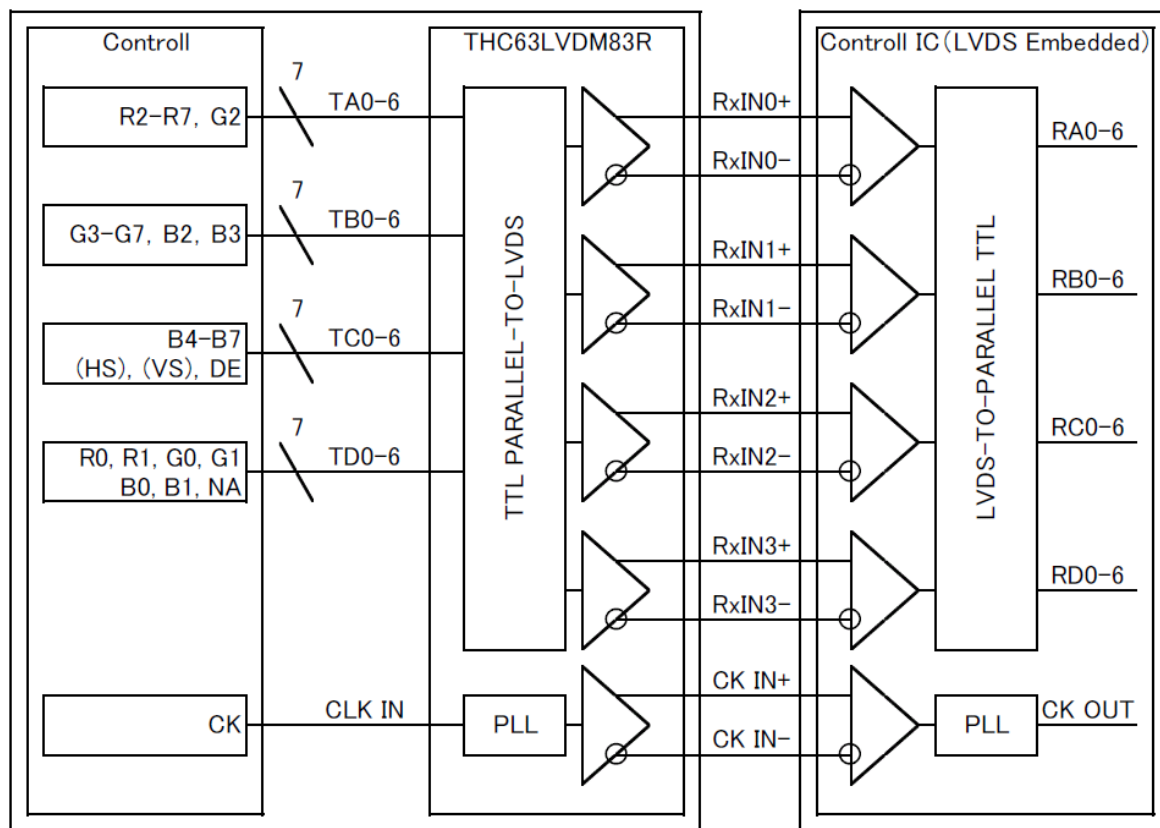 Controll
THC63LVDM83R
Controll IC(LVDS Embedded)
R2-R7, G2
7
TA0-6
RxIN0+
RxIN0-
RA0-6
G3-G7, B2, B3
7
TB0-6
RxIN1+
RxIN1-
RB0-6
B4-B7
(HS), (VS), DE
7
TC0-6
RxIN2+
RxIN2-
RC0-6
R0, R1, G0, G1
B0, B1, NA
7
TD0-6
RxIN3+
RxIN3-
RD0-6
TTL PARALLEL-TO-LVDS
LVDS-TO-PARALLEL TTL
CK
CLK IN
PLL
CK IN+
CK IN-
PLL
CK OUT